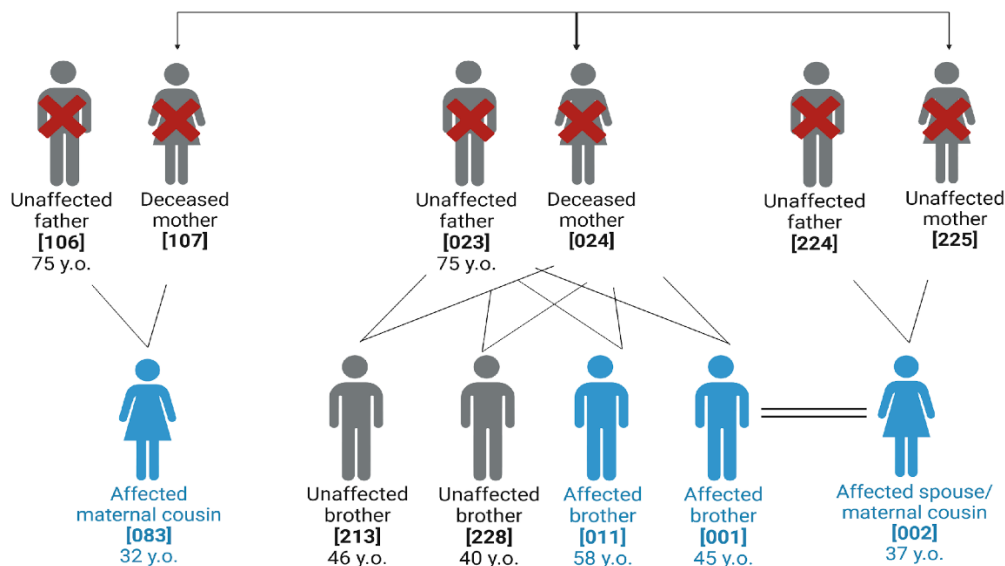 Unaffected
father
[106]
75 y.o.
Deceased
mother
[107]
Unaffected
father
[023]
75 y.o.
Deceased
mother
[024]
Unaffected
father
[224]
Unaffected
mother
[225]
Affected
maternal cousin
[083]
32 y.o.
Unaffected
brother
[213]
46 y.o.
Unaffected
brother
[228]
40 y.o.
Affected
brother
[011]
58 y.o.
Affected
brother
[001]
45 y.o.
Affected spouse/
maternal cousin
[002]
37 y.o.